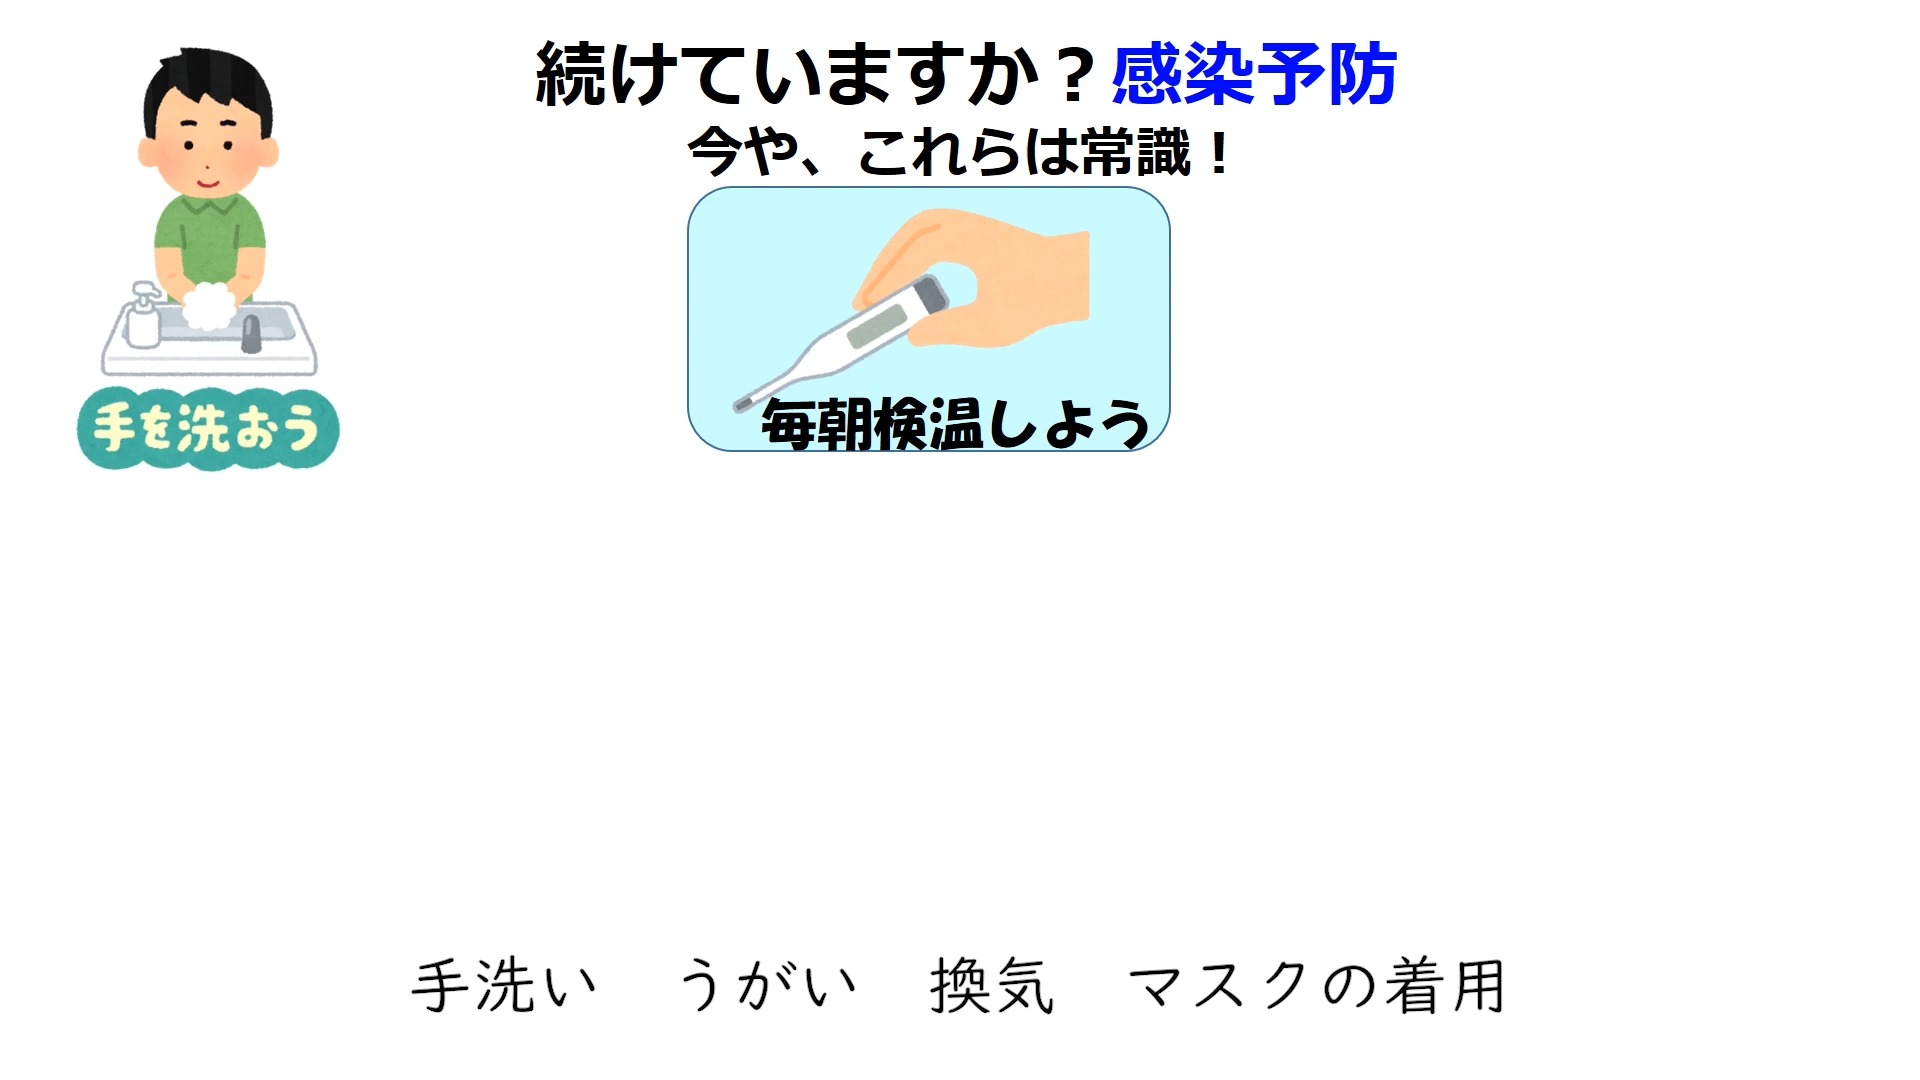 続けていますか？感染予防
今や、これらは常識！
手を洗おう
毎朝検温しよう
手洗い　うがい　換気　マスクの着用